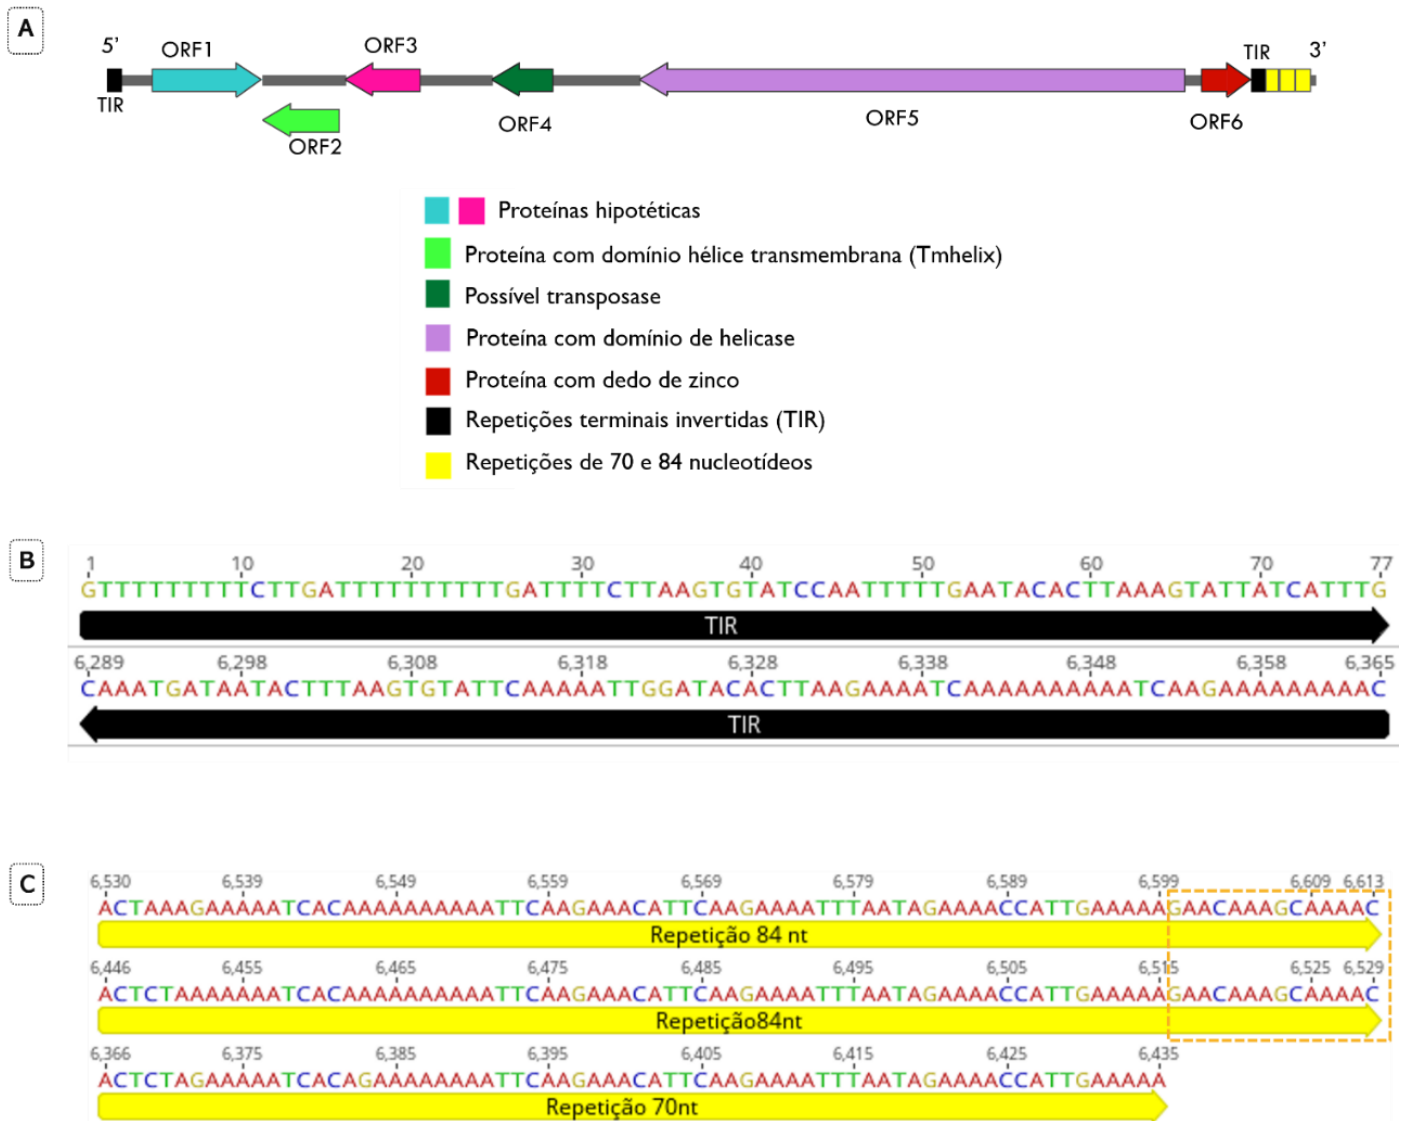 A
5'
ORF1
ORF3
TIR
3'
TIR
ORF2
ORF4
ORF5
ORF6
Proteínas hipotéticas
Proteína com domínio hélice transmembrana (Tmhelix)
Possível transposase
Proteína com domínio de helicase
Proteína com dedo de zinco
Repetições terminais invertidas (TIR)
Repetições de 70 e 84 nucleotídeos
B
1 10 20 30 40 50 60 70 77
GTTTTTTTTTCTTGATTTTTTTTTTGATTTTCTTAAGTGTATCCAATTTTTGAATACACTTAAAGTATTATCATTTG
TIR
6,289 6,298 6,308 6,318 6,328 6,338 6,348 6,358 6,365
CAAATGATAATACTTTAAGTGTATTCAAAAATTGGATACACTTAAGAAAATCAAAAAAAAAATCAAGAAAAAAAAAC
TIR
C
6,530 6,539 6,549 6,559 6,569 6,579 6,589 6,599 6,609 6,613
ACTAAAGAAAAATCACAAAAAAAAAATTCAAGAAACATTCAAGAAAATTTAATAGAAAACCATTGAAAAAGAACAAAGCAAAAC
Repetição 84 nt
6,446 6,455 6,465 6,475 6,485 6,495 6,505 6,515 6,525 6,529
ACTCTAAAAAAATCACAAAAAAAAAATTCAAGAAACATTCAAGAAAATTTAATAGAAAACCATTGAAAAAGAACAAAGCAAAAC
Repetição84nt
6,366 6,375 6,385 6,395 6,405 6,415 6,425 6,435
ACTCTAGAAAAATCACAGAAAAAAAATTCAAGAAACATTCAAGAAAATTTAATAGAAAACCATTGAAAAA
Repetição 70nt